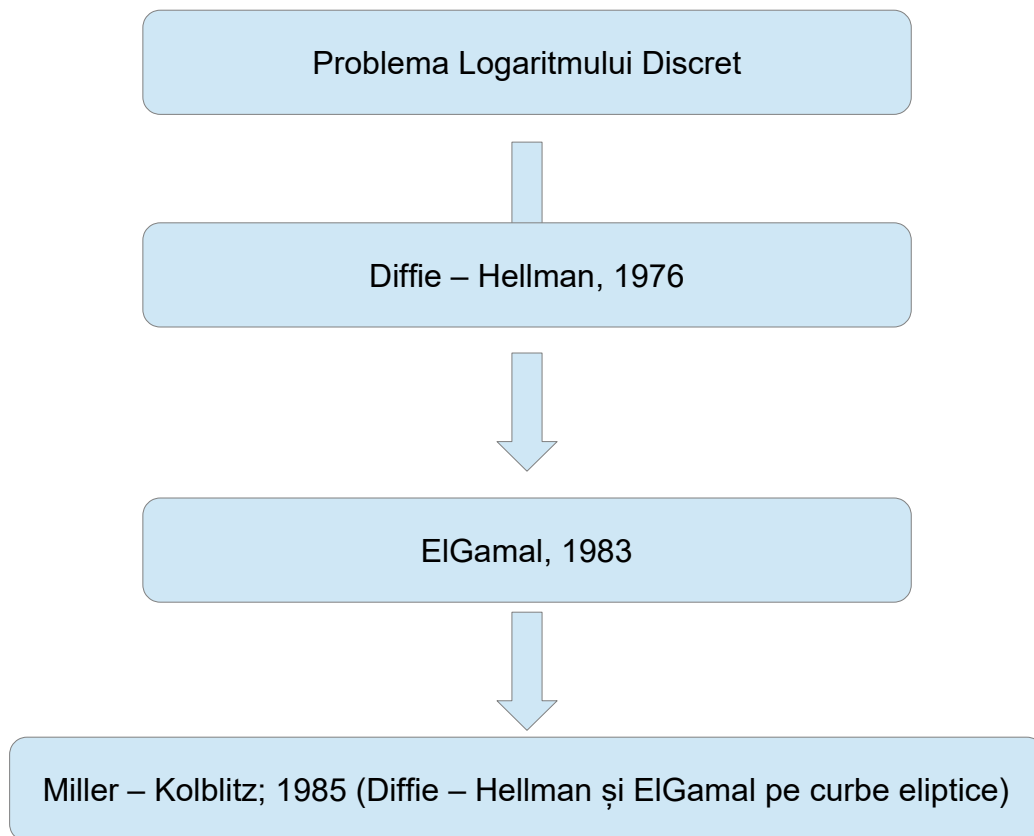 Problema Logaritmului Discret
Diffie – Hellman, 1976
ElGamal, 1983
Miller – Kolblitz; 1985 (Diffie – Hellman și ElGamal pe curbe eliptice)